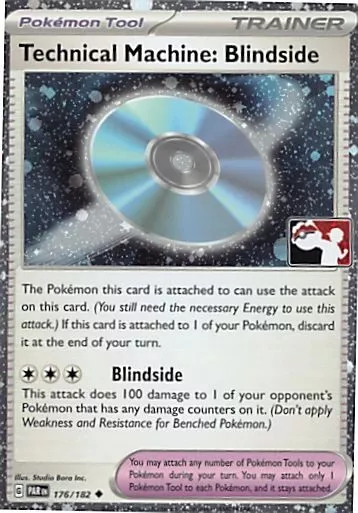 Pokémon Tool
TRAINER
Technical Machine: Blindside
The Pokémon this card is attached to can use the attack
on this card. (You still need the necessary Energy to use this
attack.) If this card is attached to 1 of your Pokémon, discard
it at the end of your turn.
Blindside
This attack does 100 damage to 1 of your opponent's
Pokémon that has any damage counters on it. (Don't apply
Weakness and Resistance for Benched Pokémon.)
Illus. Studio Bora Inc.
You may attach any number of Pokémon Tools to your
Pokémon during your turn. You may attach only 1
Pokémon Tool to each Pokémon, and it stays attached.
G PAR EN 176/182